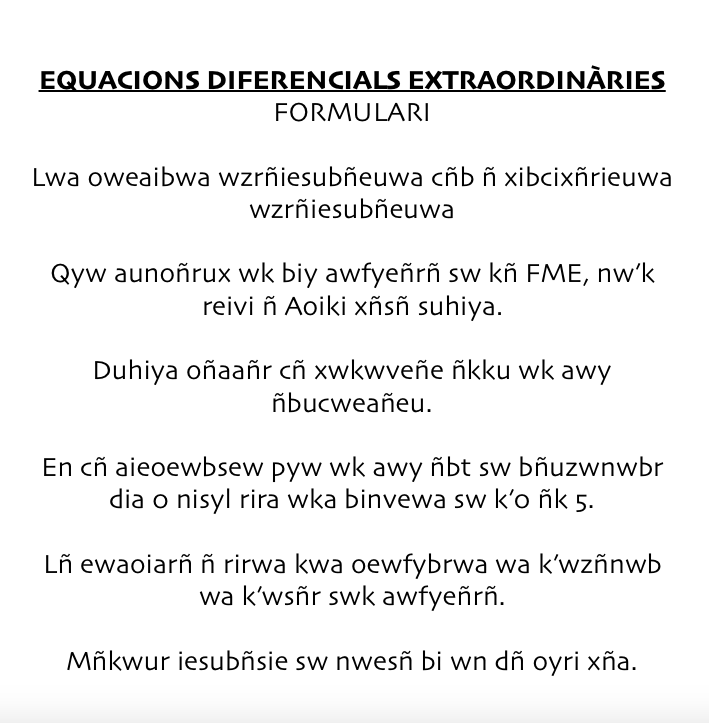 EQUACIONS DIFERENCIALS EXTRAORDINÀRIES
FORMULARI
Lwa oweaibwa wzrñiesubñeuwa cñb ñ xibcixñrieuwa
wzrñiesubñeuwa
Qyw aunoñrux wk biy awfyeñrñ sw kñ FME, nw’k
reivi ñ Aoiki xñsñ suhiya.
Duhiya oñaañr cñ xwkwveñe ñkku wk awy
ñbucweañeu.
En cñ aieoewbsew pyw wk awy ñbt sw bñuzwnwbr
dia 0 nisyl rira wka binvewa sw k’0 ñk 5.
Lñ ewaoiarñ ñ rirwa kwa oewfybrwa wa k’wzñnwb
wa k’wsñr swk awfyeñrñ.
Mñkwur iesubñsie sw nwesñ bi wn dñ oyri xña.